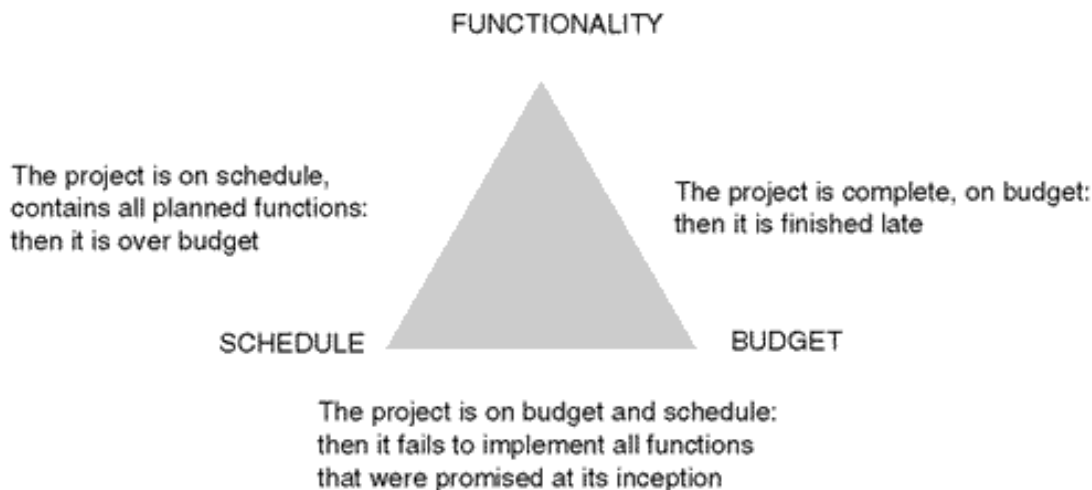 FUNCTIONALITY
The project is on schedule,
contains all planned functions:
then it is over budget
The project is complete, on budget:
then it is finished late
SCHEDULE
BUDGET
The project is on budget and schedule:
then it fails to implement all functions
that were promised at its inception